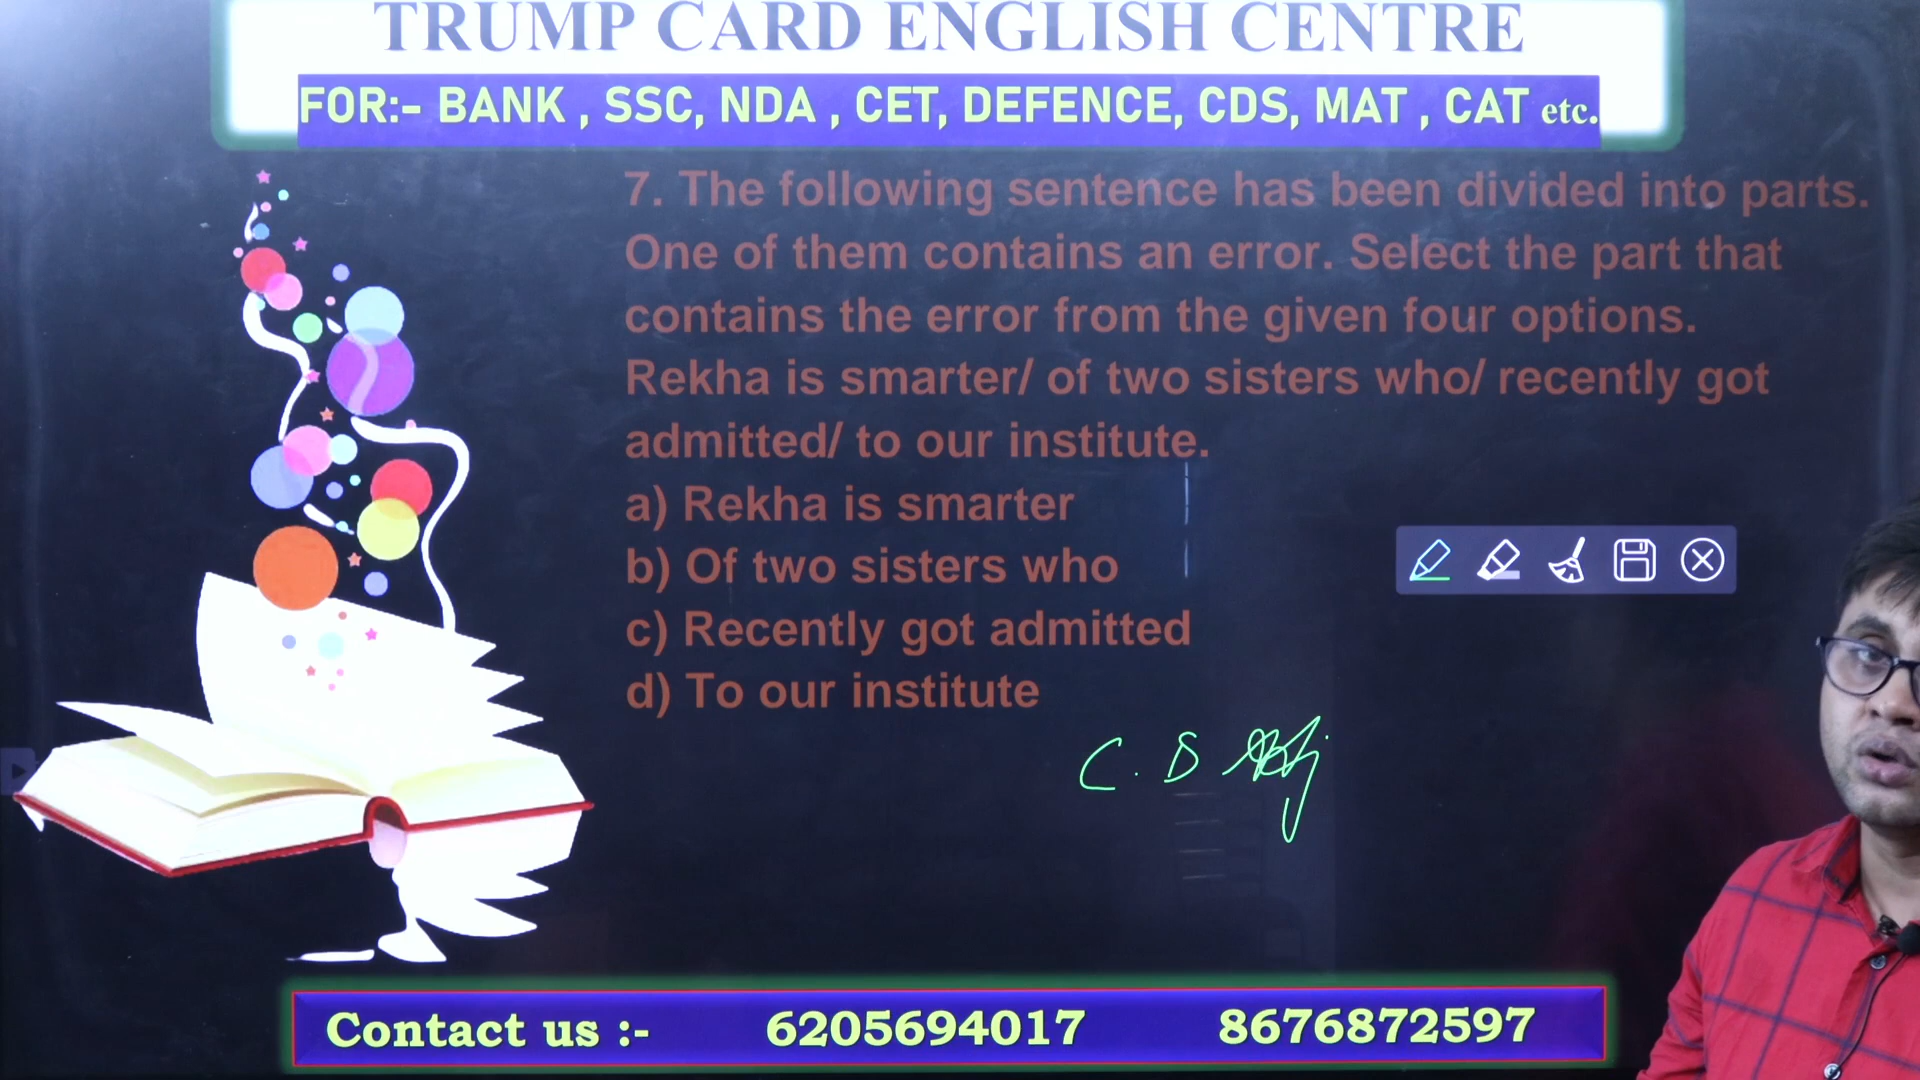 TRUMP CARD ENGLISH CENTRE
FOR:- BANK , SSC, NDA , CET, DEFENCE, CDS, MAT , CAT etc.
7. The following sentence has been divided into parts.
One of them contains an error. Select the part that
contains the error from the given four options.
Rekha is smarter/ of two sisters who/ recently got
admitted/ to our institute.
a) Rekha is smarter
b) Of two sisters who
c) Recently got admitted
d) To our institute
C. D
Contact us :- 6205694017 8676872597